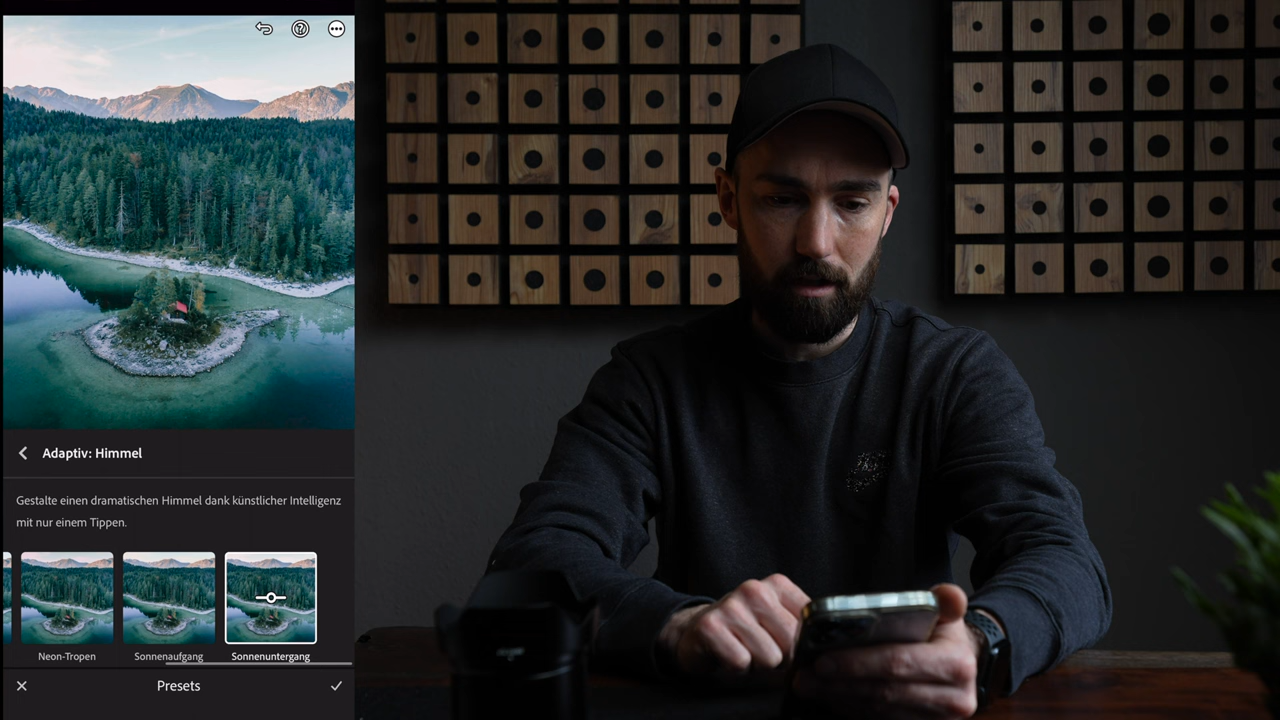 Adaptiv: Himmel
Gestalte einen dramatischen Himmel dank künstlicher Intelligenz
mit nur einem Tippen.
Neon-Tropen
Sonnenaufgang
Sonnenuntergang
Presets